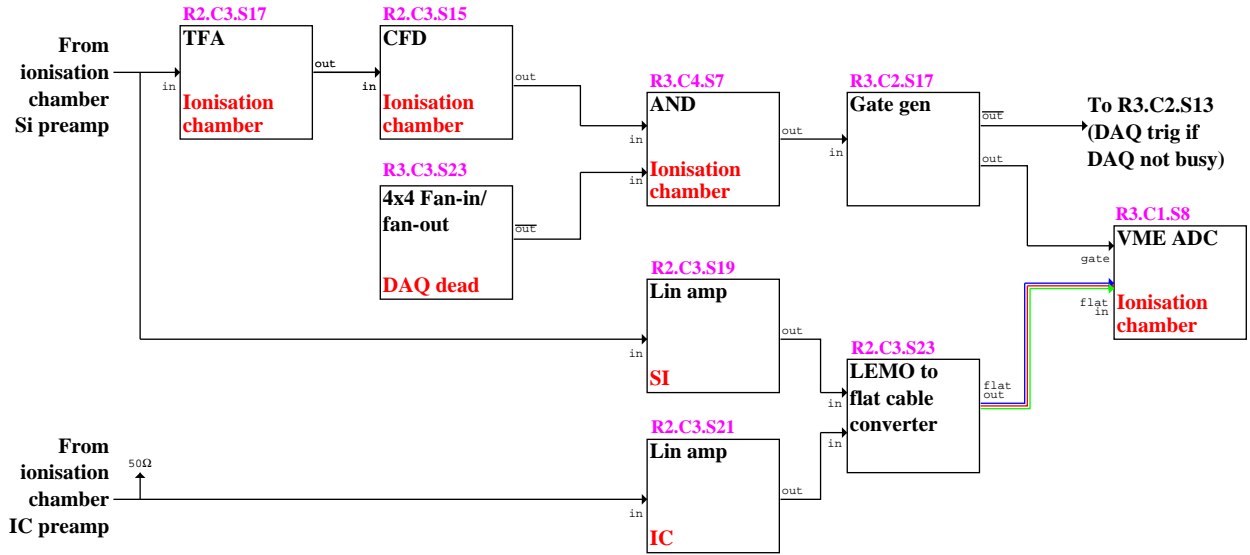 From
ionisation
chamber
Si preamp
R2.C3.S17
TFA
in
Ionisation
chamber
out
R2.C3.S15
CFD
in
Ionisation
chamber
out
R3.C3.S23
4x4 Fan-in/
fan-out
DAQ dead
out
R3.C4.S7
AND
in
in
Ionisation
chamber
out
R3.C2.S17
Gate gen
in
out
out
To R3.C2.S13
(DAQ trig if
DAQ not busy)
R3.C1.S8
VME ADC
gate
flat
in
Ionisation
chamber
R2.C3.S19
Lin amp
in
SI
out
R2.C3.S23
LEMO to
flat cable
converter
in
in
flat
out
From
ionisation
chamber
IC preamp
50Ω
R2.C3.S21
Lin amp
in
IC
out